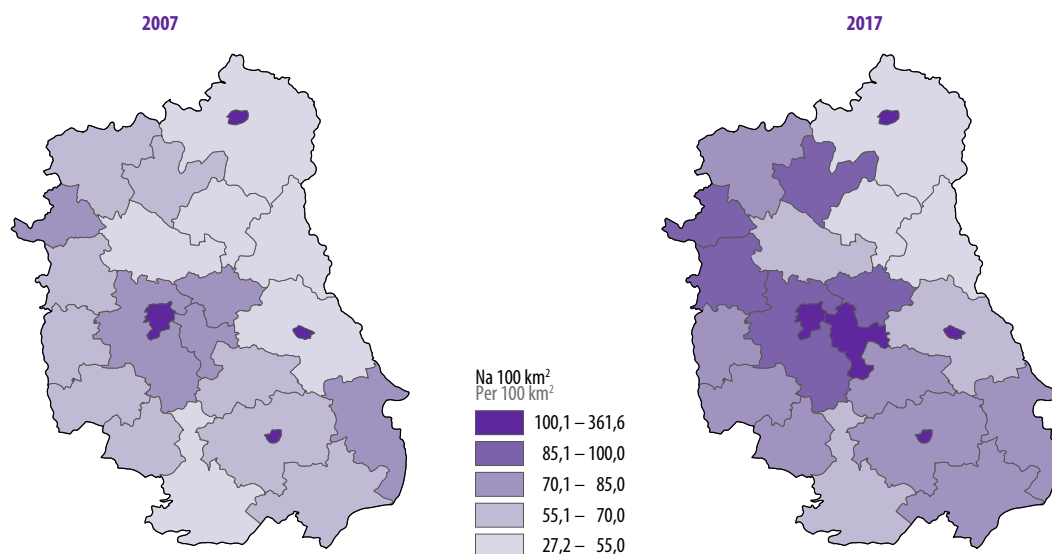 2007
2017
Na 100 km²
Per 100 km²
100,1 – 361,6
85,1 – 100,0
70,1 – 85,0
55,1 – 70,0
27,2 – 55,0